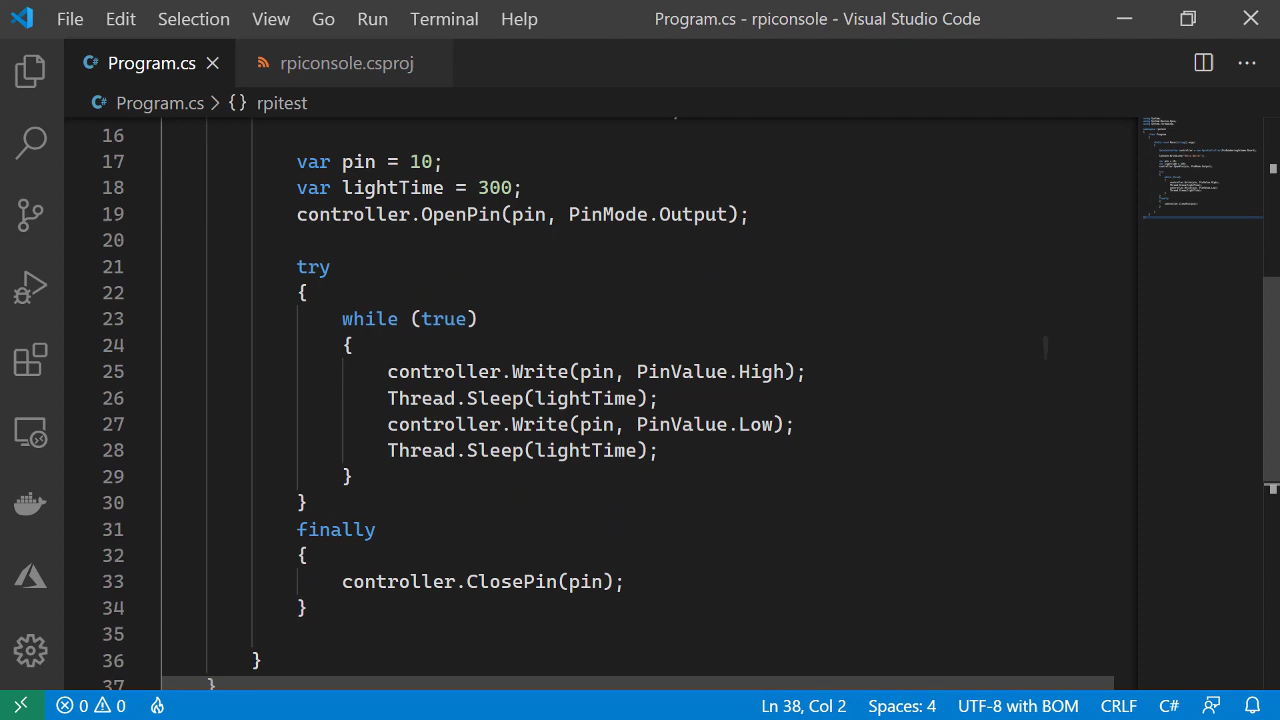 File Edit Selection View Go Run Terminal Help Program.cs - rpiconsole - Visual Studio Code
Program.cs rpiconsole.csproj
Program.cs > {} rpitest
16
17 var pin = 10;
18 var lightTime = 300;
19 controller.OpenPin(pin, PinMode.Output);
20
21 try
22 {
23 while (true)
24 {
25 controller.Write(pin, PinValue.High);
26 Thread.Sleep(lightTime);
27 controller.Write(pin, PinValue.Low);
28 Thread.Sleep(lightTime);
29 }
30 }
31 finally
32 {
33 controller.ClosePin(pin);
34 }
35
36 }
37 }
0 0 Ln 38, Col 2 Spaces: 4 UTF-8 with BOM CRLF C#